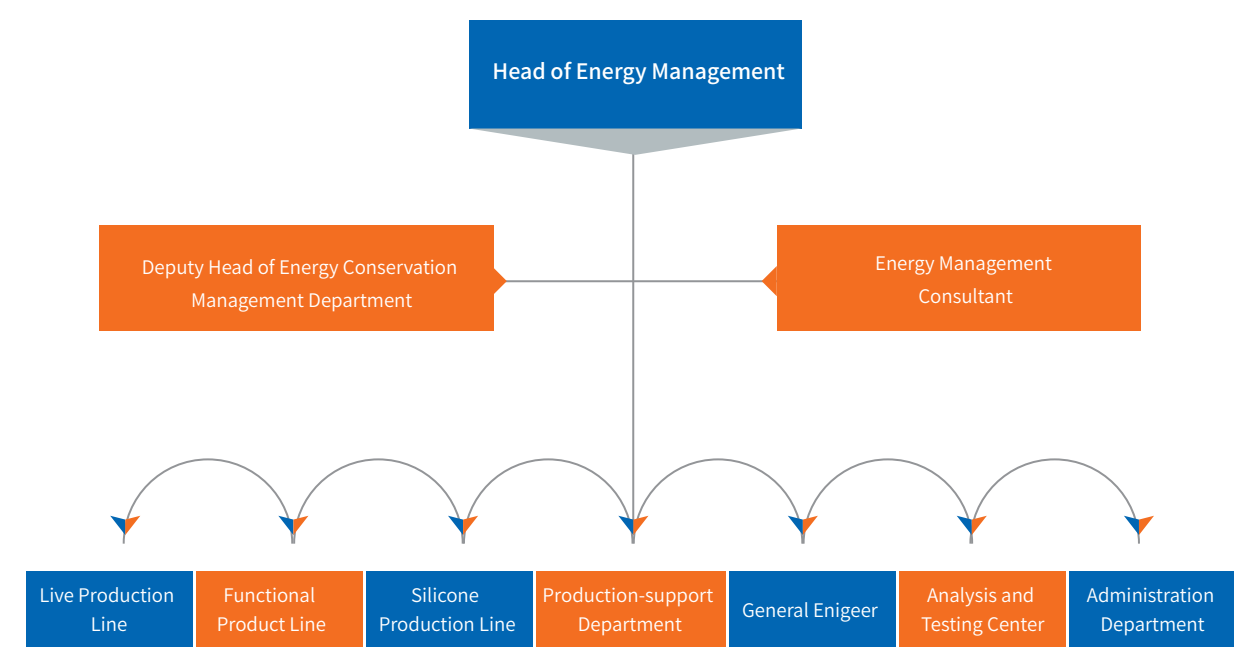 Head of Energy Management
Deputy Head of Energy Conservation
Management Department
Energy Management
Consultant
Live Production
Line
Functional
Product Line
Silicone
Production Line
Production-support
Department
General Enigeer
Analysis and
Testing Center
Administration
Department